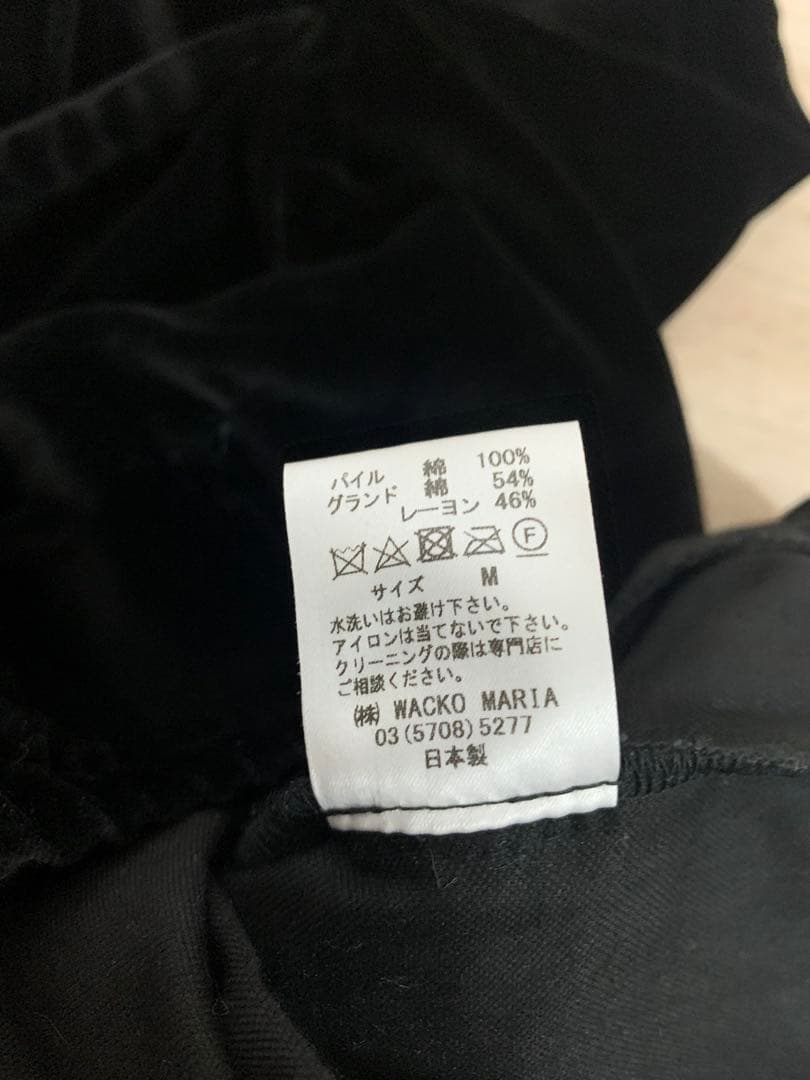 パイル 綿 100%
グランド 綿 54%
レーヨン 46%
F
サイズ M
水洗いはお避け下さい。
アイロンは当てないで下さい。
クリーニングの際は専門店に
ご相談ください。
㈱ WACKO MARIA
03(5708)5277
日本製